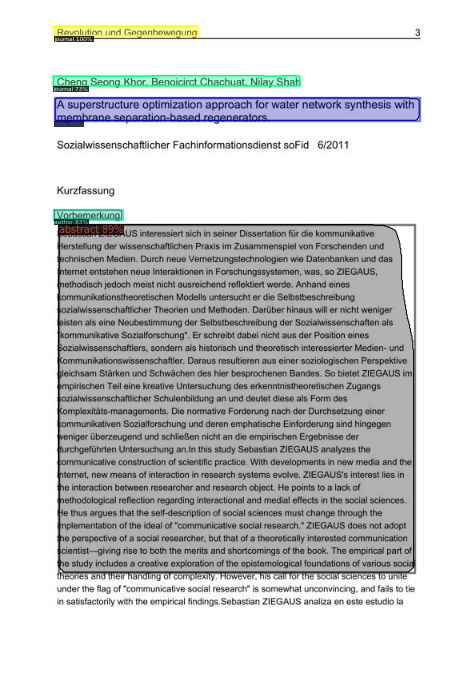 Revolution und Gegenbewegung 3
journal 100%
Cheng Seong Khor, Benoicirct Chachuat, Nilay Shah
journal 73%
A superstructure optimization approach for water network synthesis with
membrane separation-based regenerators.
Sozialwissenschaftlicher Fachinformationsdienst soFid 6/2011
Kurzfassung
Vorbemerkung
author 83%
abstract 89%
ZIEGAUS interessiert sich in seiner Dissertation für die kommunikative
Herstellung der wissenschaftlichen Praxis im Zusammenspiel von Forschenden und
technischen Medien. Durch neue Vernetzungstechnologien wie Datenbanken und das
Internet entstehen neue Interaktionen in Forschungssystemen, was, so ZIEGAUS,
methodisch jedoch meist nicht ausreichend reflektiert werde. Anhand eines
kommunikationstheoretischen Modells untersucht er die Selbstbeschreibung
sozialwissenschaftlicher Theorien und Methoden. Darüber hinaus will er nicht weniger
leisten als eine Neubestimmung der Selbstbeschreibung der Sozialwissenschaften als
"kommunikative Sozialforschung". Er schreibt dabei nicht aus der Position eines
Sozialwissenschaftlers, sondern als historisch und theoretisch interessierter Medien- und
Kommunikationswissenschaftler. Daraus resultieren aus einer soziologischen Perspektive
gleichsam Stärken und Schwächen des hier besprochenen Bandes. So bietet ZIEGAUS im
empirischen Teil eine kreative Untersuchung des erkenntnistheoretischen Zugangs
sozialwissenschaftlicher Schulenbildung an und deutet diese als Form des
Komplexitäts-managements. Die normative Forderung nach der Durchsetzung einer
kommunikativen Sozialforschung und deren emphatische Einforderung sind hingegen
weniger überzeugend und schließen nicht an die empirischen Ergebnisse der
durchgeführten Untersuchung an.In this study Sebastian ZIEGAUS analyzes the
communicative construction of scientific practice. With developments in new media and the
Internet, new means of interaction in research systems evolve. ZIEGAUS's interest lies in
the interaction between researcher and research object. He points to a lack of
methodological reflection regarding interactional and medial effects in the social sciences.
He thus argues that the self-description of social sciences must change through the
implementation of the ideal of "communicative social research." ZIEGAUS does not adopt
the perspective of a social researcher, but that of a theoretically interested communication
scientist—giving rise to both the merits and shortcomings of the book. The empirical part of
the study includes a creative exploration of the epistemological foundations of various social
theories and their handling of complexity. However, his call for the social sciences to unite
under the flag of "communicative social research" is somewhat unconvincing, and fails to tie
in satisfactorily with the empirical findings.Sebastian ZIEGAUS analiza en este estudio la